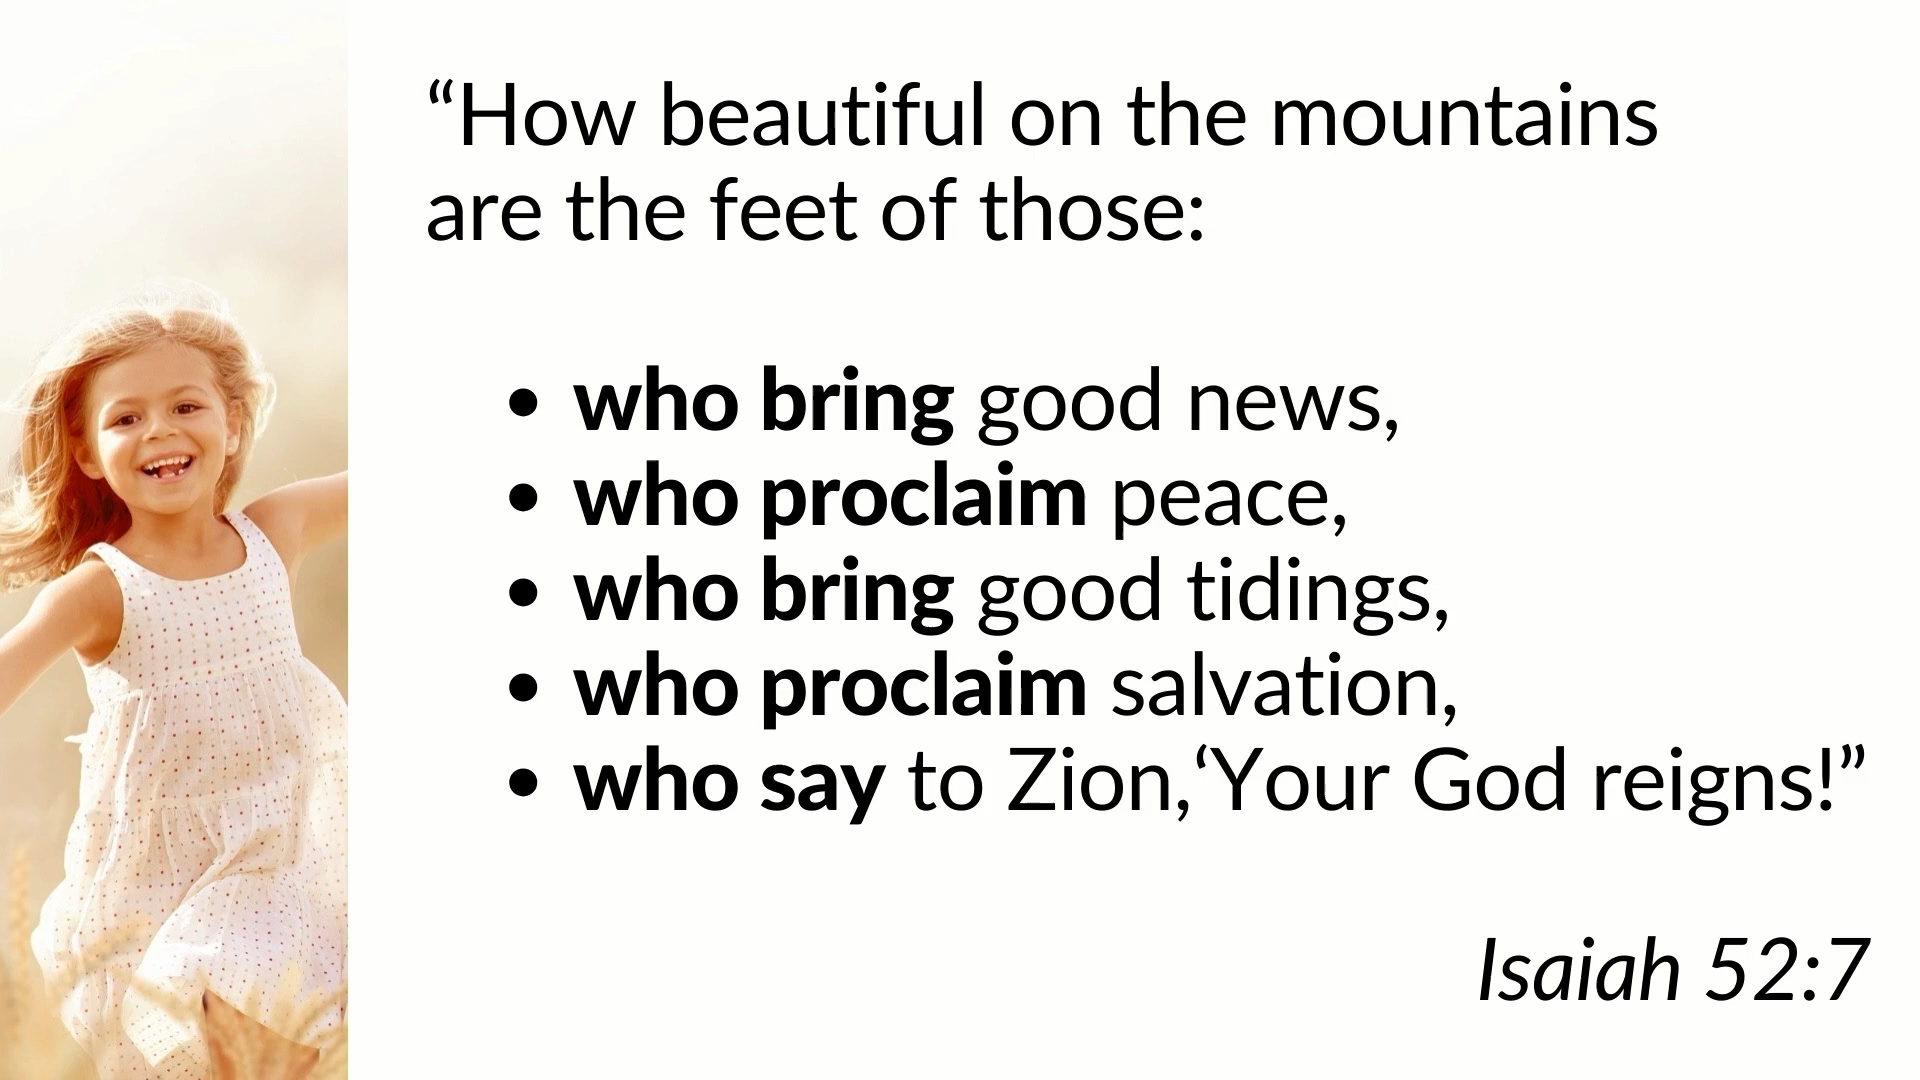 “How beautiful on the mountains
are the feet of those:
• who bring good news,
• who proclaim peace,
• who bring good tidings,
• who proclaim salvation,
• who say to Zion,‘Your God reigns!”
Isaiah 52:7